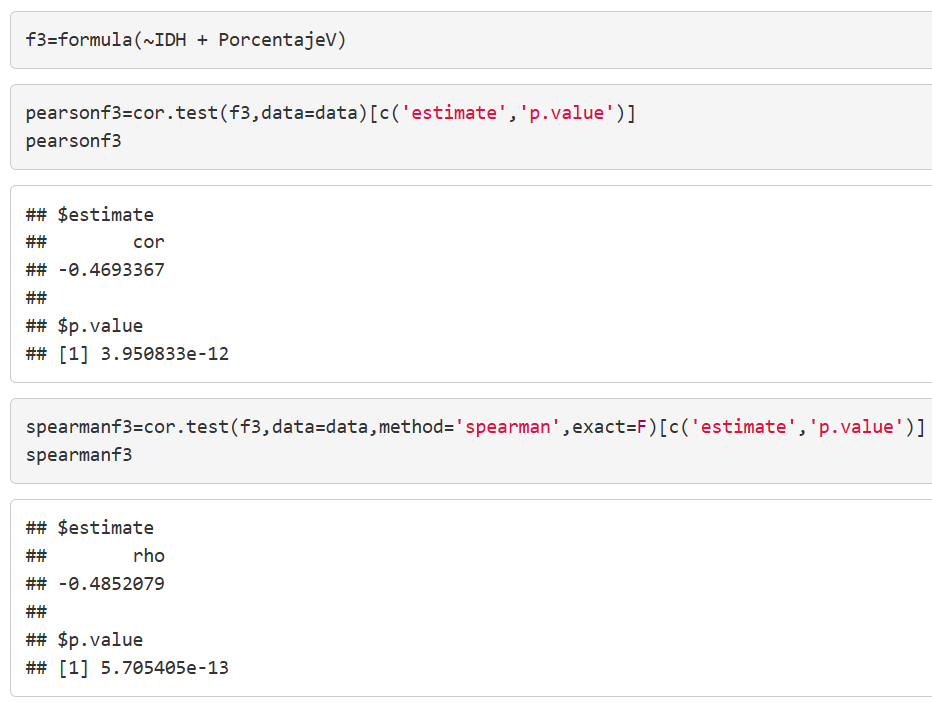 f3=formula(~IDH + PorcentajeV)
pearsonf3=cor.test(f3,data=data)[c('estimate','p.value')]
pearsonf3
## $estimate
##        cor
## -0.4693367
##
## $p.value
## [1] 3.950833e-12
spearmanf3=cor.test(f3,data=data,method='spearman',exact=F)[c('estimate','p.value')]
spearmanf3
## $estimate
##        rho
## -0.4852079
##
## $p.value
## [1] 5.705405e-13